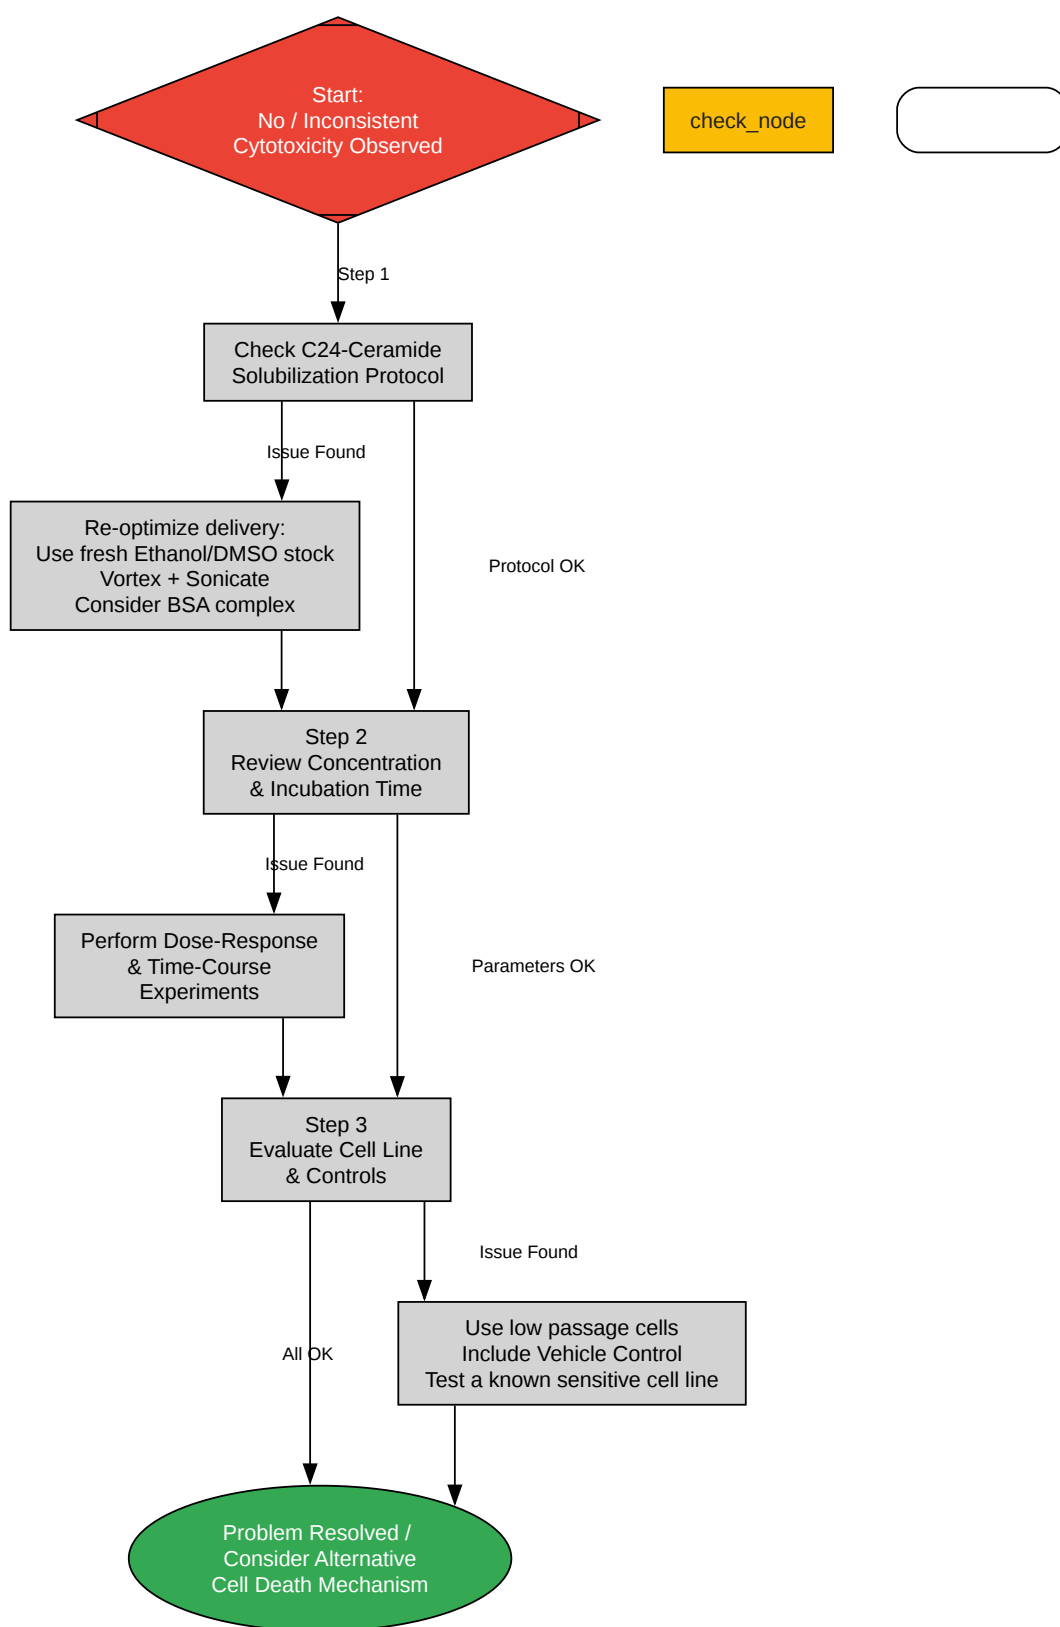 Start:
No / Inconsistent
Cytotoxicity Observed
check_node
Step 1
Check C24-Ceramide
Solubilization Protocol
Issue Found
Re-optimize delivery:
Use fresh Ethanol/DMSO stock
Vortex + Sonicate
Consider BSA complex
Protocol OK
Step 2
Review Concentration
& Incubation Time
Issue Found
Perform Dose-Response
& Time-Course
Experiments
Parameters OK
Step 3
Evaluate Cell Line
& Controls
Issue Found
Use low passage cells
Include Vehicle Control
Test a known sensitive cell line
All OK
Problem Resolved /
Consider Alternative
Cell Death Mechanism